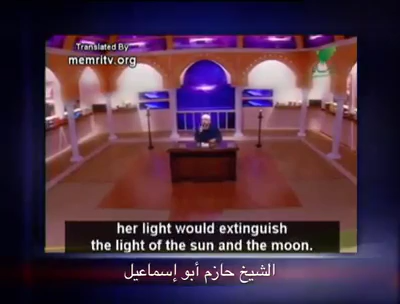 Translated By
memritv.org
her light would extinguish
the light of the sun and the moon.
الشيخ حازم أبو إسماعيل